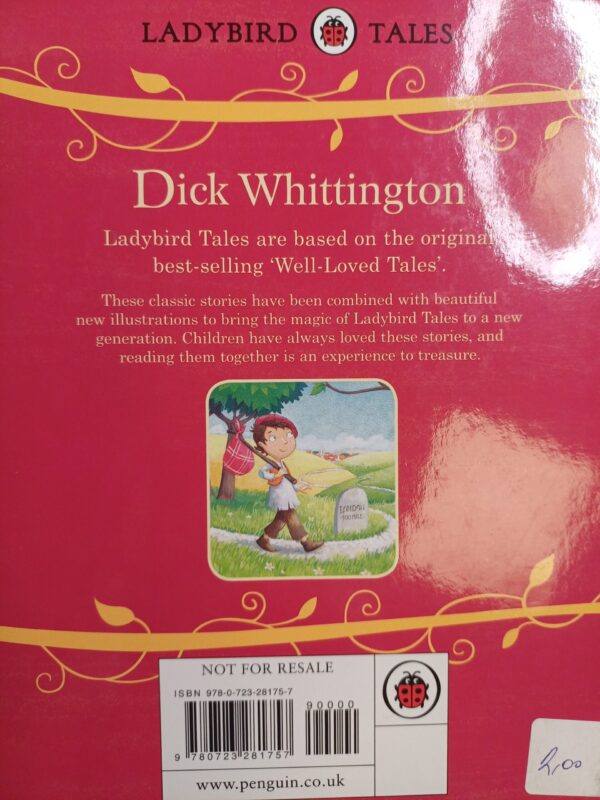 LADYBIRD TALES
Dick Whittington
Ladybird Tales are based on the original
best-selling ‘Well-Loved Tales’.
These classic stories have been combined with beautiful
new illustrations to bring the magic of Ladybird Tales to a new
generation. Children have always loved these stories, and
reading them together is an experience to treasure.
LONDON
100 MILE
NOT FOR RESALE
ISBN 978-0-723-28175-7
90000
9 780723 281757
www.penguin.co.uk
2,00